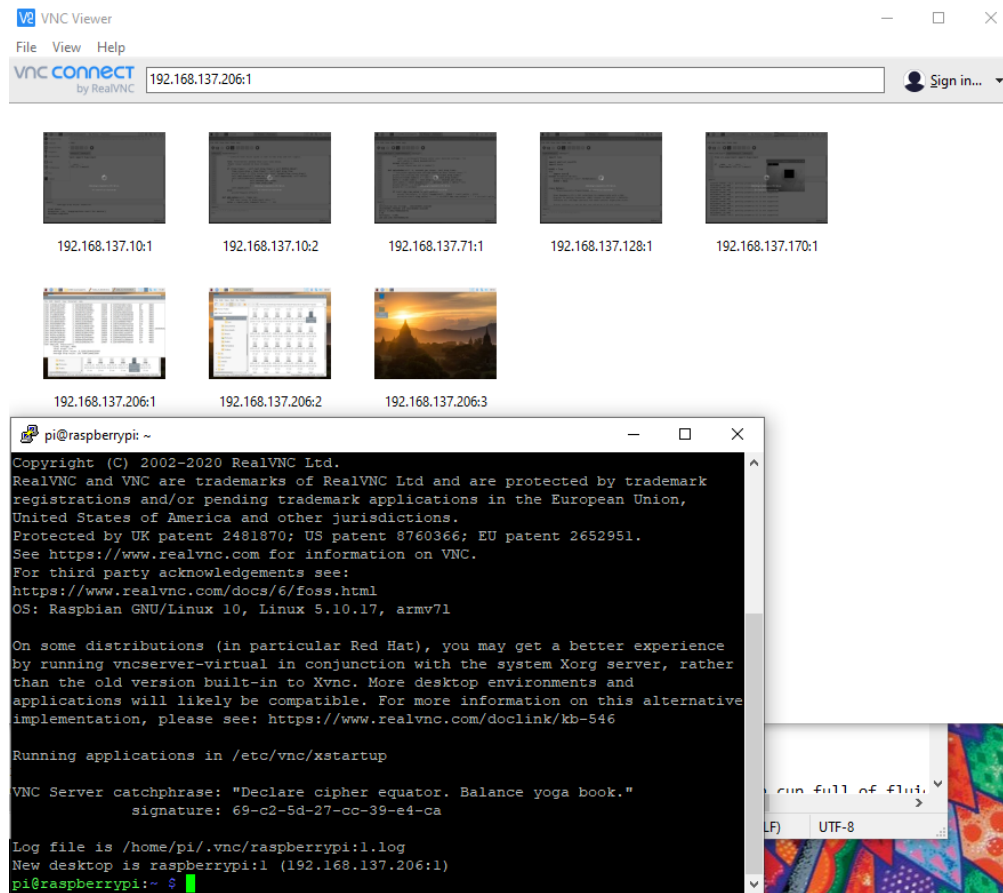 VNC Viewer
File View Help
VNC CONNECT
by RealVNC
192.168.137.206:1
Sign in...
192.168.137.10:1
192.168.137.10:2
192.168.137.71:1
192.168.137.128:1
192.168.137.170:1
192.168.137.206:1
192.168.137.206:2
192.168.137.206:3
pi@raspberrypi: ~
Copyright (C) 2002-2020 RealVNC Ltd.
RealVNC and VNC are trademarks of RealVNC Ltd and are protected by trademark
registrations and/or pending trademark applications in the European Union,
United States of America and other jurisdictions.
Protected by UK patent 2481870; US patent 8760366; EU patent 2652951.
See https://www.realvnc.com for information on VNC.
For third party acknowledgements see:
https://www.realvnc.com/docs/6/foss.html
OS: Raspbian GNU/Linux 10, Linux 5.10.17, armv7l
On some distributions (in particular Red Hat), you may get a better experience
by running vncserver-virtual in conjunction with the system Xorg server, rather
than the old version built-in to Xvnc. More desktop environments and
applications will likely be compatible. For more information on this alternative
implementation, please see: https://www.realvnc.com/doclink/kb-546
Running applications in /etc/vnc/xstartup
VNC Server catchphrase: "Declare cipher equator. Balance yoga book."
signature: 69-c2-5d-27-cc-39-e4-ca
Log file is /home/pi/.vnc/raspberrypi:1.log
New desktop is raspberrypi:1 (192.168.137.206:1)
pi@raspberrypi:~ $
cup full of flui
LF) UTF-8